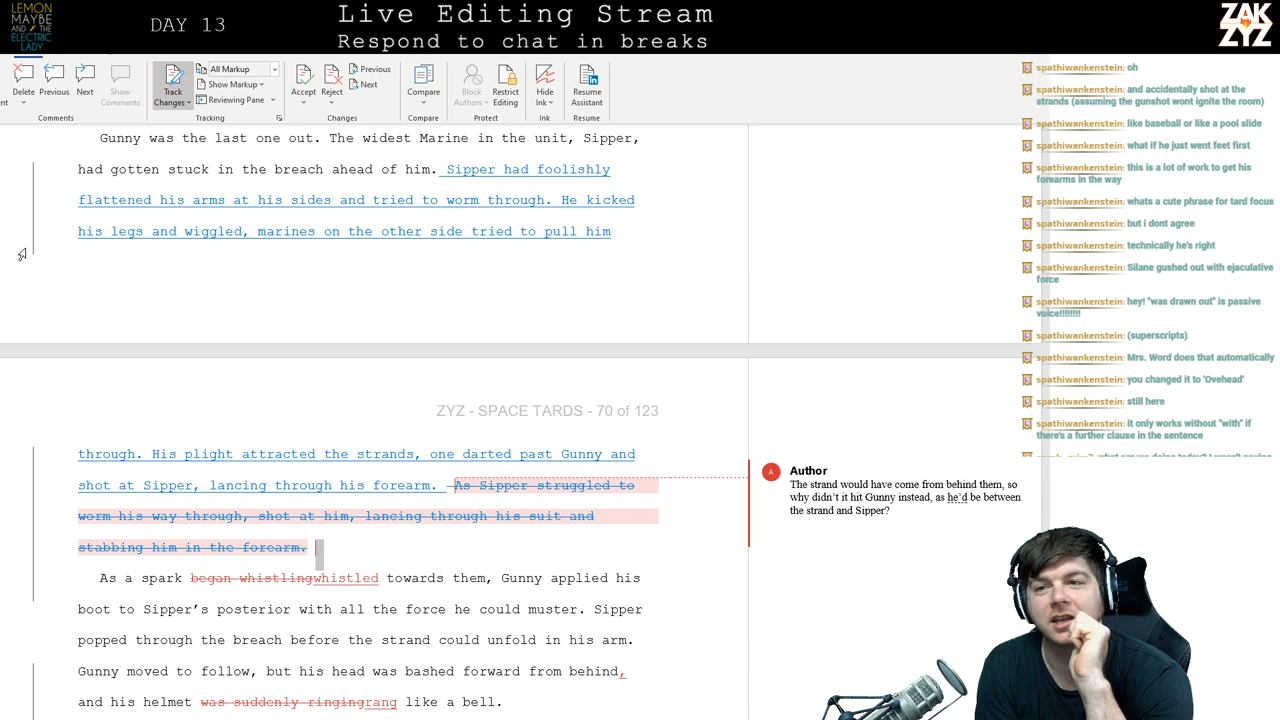 LEMON
MAYBE
AND THE
ELECTRIC
LADY
DAY 13
Live Editing Stream
Respond to chat in breaks
ZAK
ZYZ
Delete
Previous
Next
Show
Comments
Comments
Track
Changes
All Markup
Show Markup
Reviewing Pane
Tracking
Accept
Reject
Previous
Next
Changes
Compare
Compare
Block
Authors
Restrict
Editing
Protect
Hide
Ink
Ink
Resume
Assistant
Resume
Gunny was the last one out. The widest Marine in the unit, Sipper,
had gotten stuck in the breach ahead of him. Sipper had foolishly
flattened his arms at his sides and tried to worm through. He kicked
his legs and wiggled, marines on the other side tried to pull him
ZYZ - SPACE TARDS - 70 of 123
through. His plight attracted the strands, one darted past Gunny and
shot at Sipper, lancing through his forearm. As Sipper struggled to
worm his way through, shot at him, lancing through his suit and
stabbing him in the forearm.
As a spark began whistlingwhistled towards them, Gunny applied his
boot to Sipper's posterior with all the force he could muster. Sipper
popped through the breach before the strand could unfold in his arm.
Gunny moved to follow, but his head was bashed forward from behind,
and his helmet was suddenly ringingrang like a bell.
A
Author
The strand would have come from behind them, so
why didn't it hit Gunny instead, as he'd be between
the strand and Sipper?
spathiwankenstein: oh
spathiwankenstein: and accidentally shot at the
strands (assuming the gunshot wont ignite the room)
spathiwankenstein: like baseball or like a pool slide
spathiwankenstein: what if he just went feet first
spathiwankenstein: this is a lot of work to get his
forearms in the way
spathiwankenstein: whats a cute phrase for tard focus
spathiwankenstein: but i dont agree
spathiwankenstein: technically he's right
spathiwankenstein: Silane gushed out with ejaculative
force
spathiwankenstein: hey! "was drawn out" is passive
voice!!!!!!!!
spathiwankenstein: (superscripts)
spathiwankenstein: Mrs. Word does that automatically
spathiwankenstein: you changed it to 'Ovehead'
spathiwankenstein: still here
spathiwankenstein: it only works without "with" if
there's a further clause in the sentence